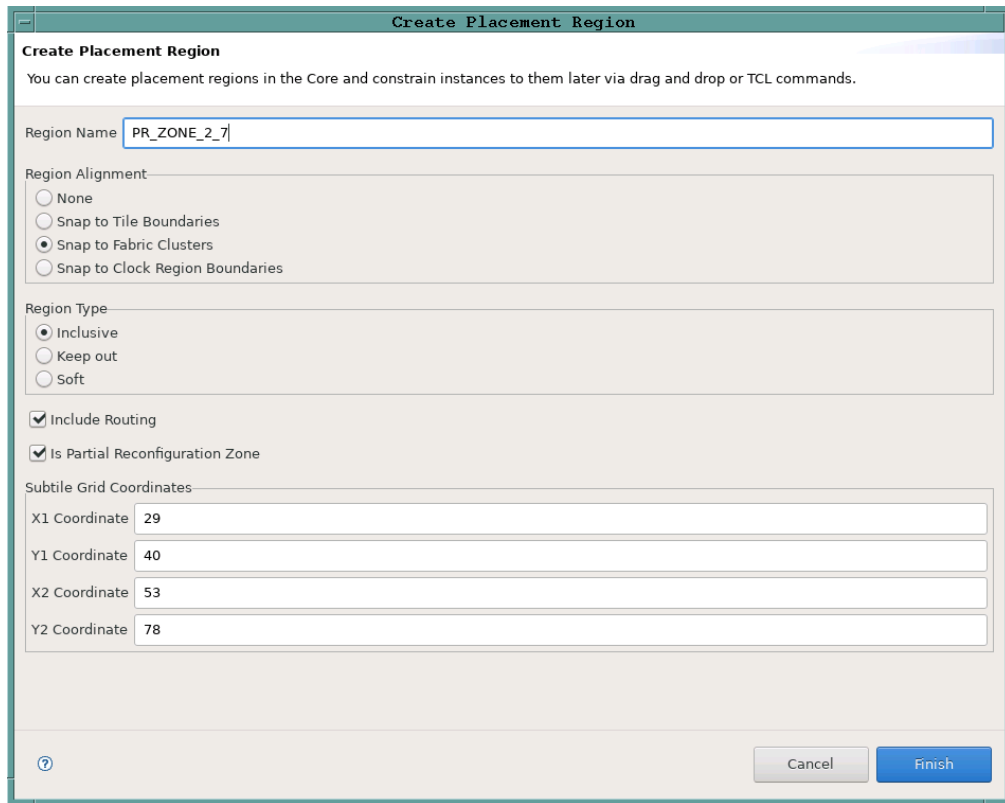 Create Placement Region
Create Placement Region
You can create placement regions in the Core and constrain instances to them later via drag and drop or TCL commands.
Region Name PR_ZONE_2_7
Region Alignment
None
Snap to Tile Boundaries
Snap to Fabric Clusters
Snap to Clock Region Boundaries
Region Type
Inclusive
Keep out
Soft
Include Routing
Is Partial Reconfiguration Zone
Subtile Grid Coordinates
X1 Coordinate 29
Y1 Coordinate 40
X2 Coordinate 53
Y2 Coordinate 78
? Cancel Finish